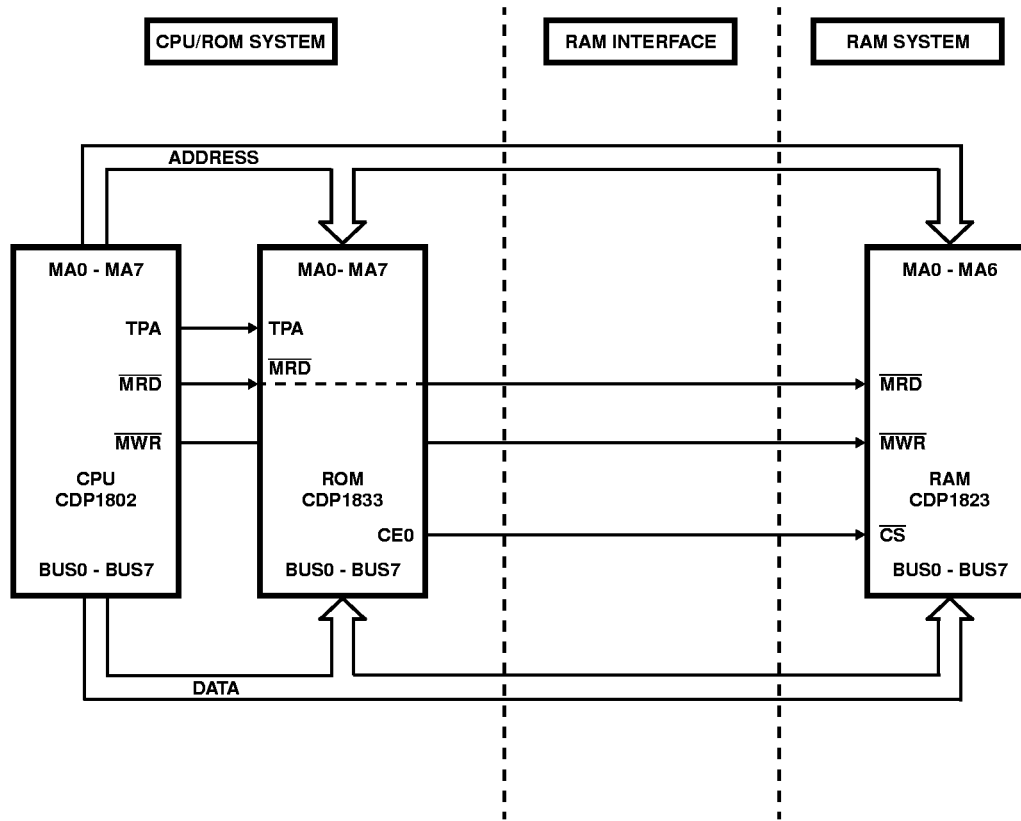 CPU/ROM SYSTEM
RAM INTERFACE
RAM SYSTEM
ADDRESS
MA0 - MA7
TPA
MRD
MWR
CPU
CDP1802
BUS0 - BUS7
MA0- MA7
TPA
MRD
ROM
CDP1833
CE0
BUS0 - BUS7
MA0 - MA6
MRD
MWR
RAM
CDP1823
CS
BUS0 - BUS7
DATA